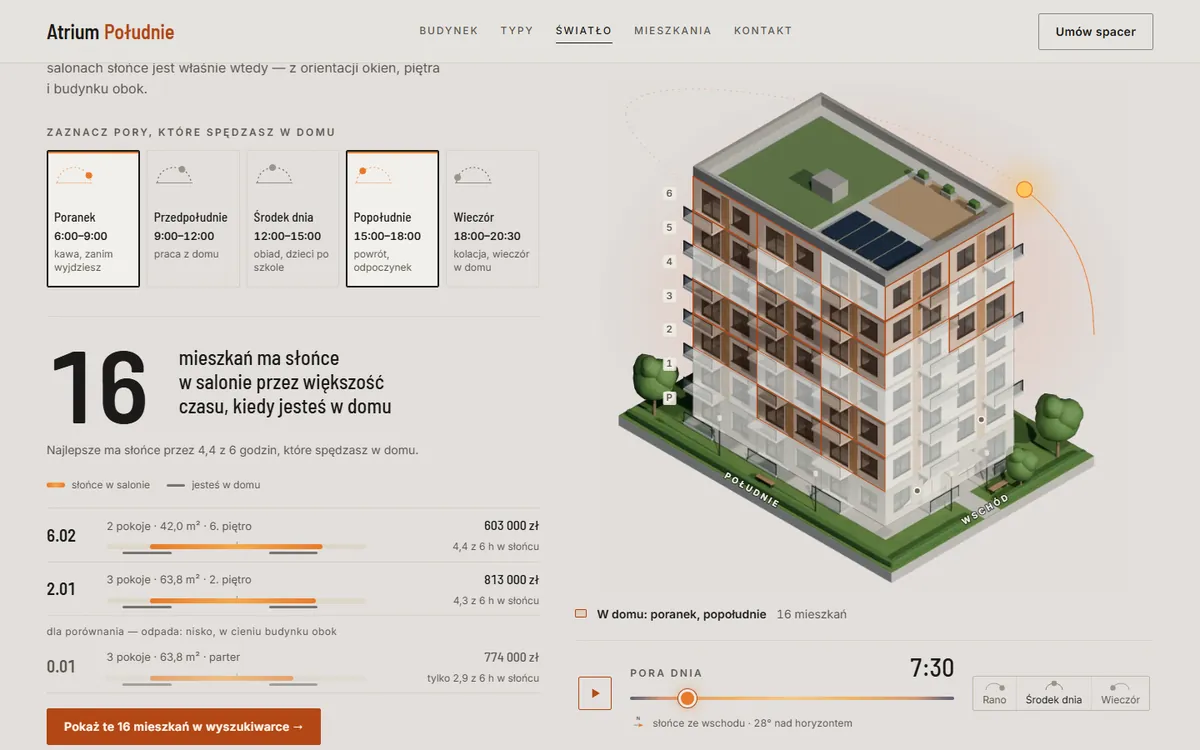 Atrium Południe
BUDYNEK TYPY ŚWIATŁO MIESZKANIA KONTAKT
Umów spacer
salonach słońce jest właśnie wtedy — z orientacji okien, piętra
i budynku obok.
ZAZNACZ PORY, KTÓRE SPĘDZASZ W DOMU
Poranek
6:00–9:00
kawa, zanim
wyjdziesz
Przedpołudnie
9:00–12:00
praca z domu
Środek dnia
12:00–15:00
obiad, dzieci po
szkole
Popołudnie
15:00–18:00
powrót,
odpoczynek
Wieczór
18:00–20:30
kolacja, wieczór
w domu
16
mieszkań ma słońce
w salonie przez większość
czasu, kiedy jesteś w domu
Najlepsze ma słońce przez 4,4 z 6 godzin, które spędzasz w domu.
słońce w salonie jesteś w domu
6.02
2 pokoje · 42,0 m² · 6. piętro
603 000 zł
4,4 z 6 h w słońcu
2.01
3 pokoje · 63,8 m² · 2. piętro
813 000 zł
4,3 z 6 h w słońcu
dla porównania — odpada: nisko, w cieniu budynku obok
0.01
3 pokoje · 63,8 m² · parter
774 000 zł
tylko 2,9 z 6 h w słońcu
Pokaż te 16 mieszkań w wyszukiwarce →
6
5
4
3
2
1
P
POŁUDNIE
WSCHÓD
W domu: poranek, popołudnie 16 mieszkań
PORA DNIA
7:30
N
słońce ze wschodu · 28° nad horyzontem
Rano
Środek dnia
Wieczór